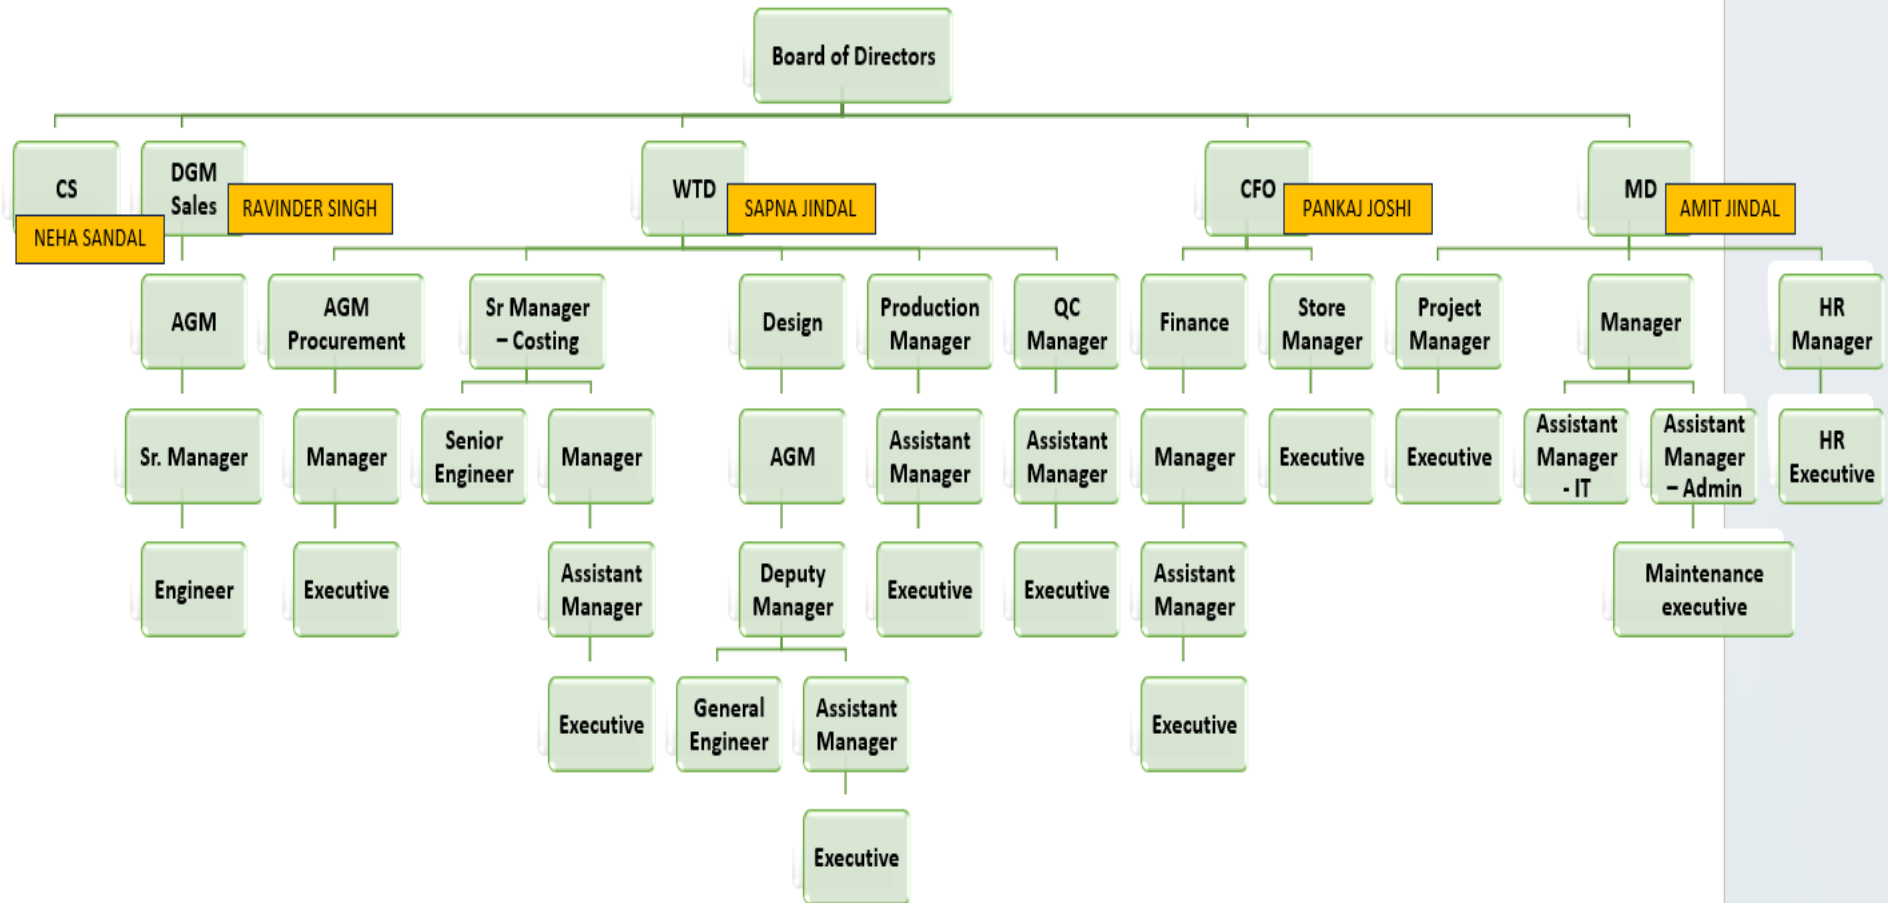 Board of Directors
CS
NEHA SANDAL
DGM
Sales
RAVINDER SINGH
WTD
SAPNA JINDAL
CFO
PANKAJ JOSHI
MD
AMIT JINDAL
AGM
AGM
Procurement
Sr Manager
– Costing
Design
Production
Manager
QC
Manager
Finance
Store
Manager
Project
Manager
Manager
HR
Manager
Sr. Manager
Manager
Senior
Engineer
Manager
AGM
Assistant
Manager
Assistant
Manager
Manager
Executive
Executive
Assistant
Manager
- IT
Assistant
Manager
– Admin
HR
Executive
Engineer
Executive
Assistant
Manager
Deputy
Manager
Executive
Executive
Assistant
Manager
Maintenance
executive
Executive
General
Engineer
Assistant
Manager
Executive
Executive